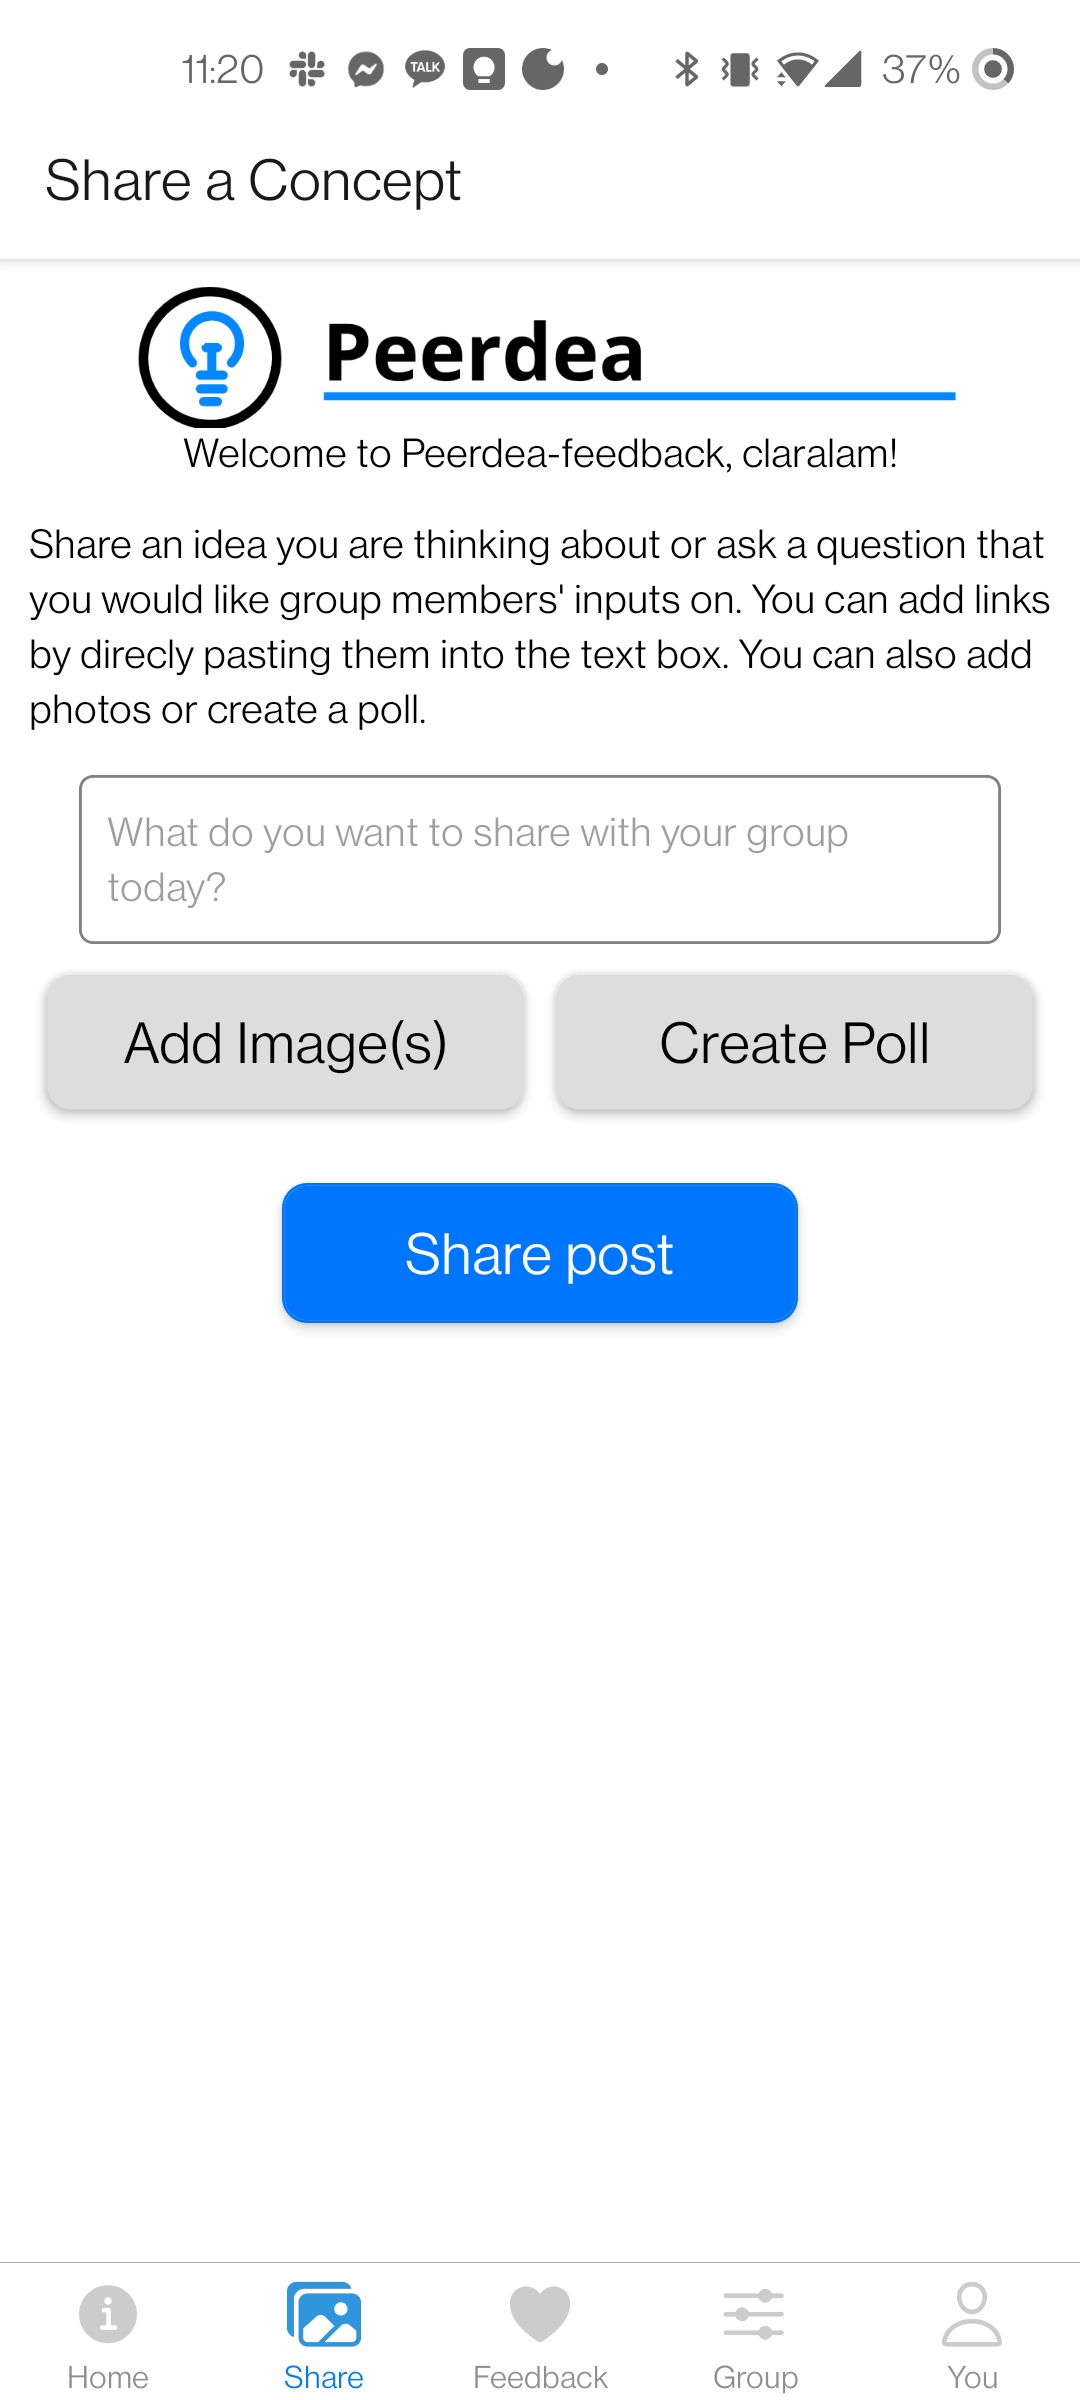 11:20
TALK
37%
Share a Concept
Peerdea
Welcome to Peerdea-feedback, claralam!
Share an idea you are thinking about or ask a question that
you would like group members' inputs on. You can add links
by direcly pasting them into the text box. You can also add
photos or create a poll.
What do you want to share with your group
today?
Add Image(s)
Create Poll
Share post
Home
Share
Feedback
Group
You